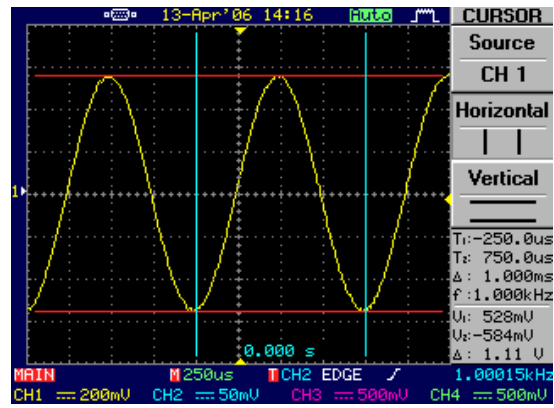 13-Apr'06 14:16 Auto
CURSOR
Source
CH 1
Horizontal
Vertical
1
T₁:-250.0us
T₂: 750.0us
Δ: 1.000ms
f:1.000kHz
V₁: 528mV
V₂:-584mV
Δ: 1.11 V
0.000 s
MAIN M 250us T CH2 EDGE 1.00015kHz
CH1 200mV CH2 50mV CH3 500mV CH4 500mV